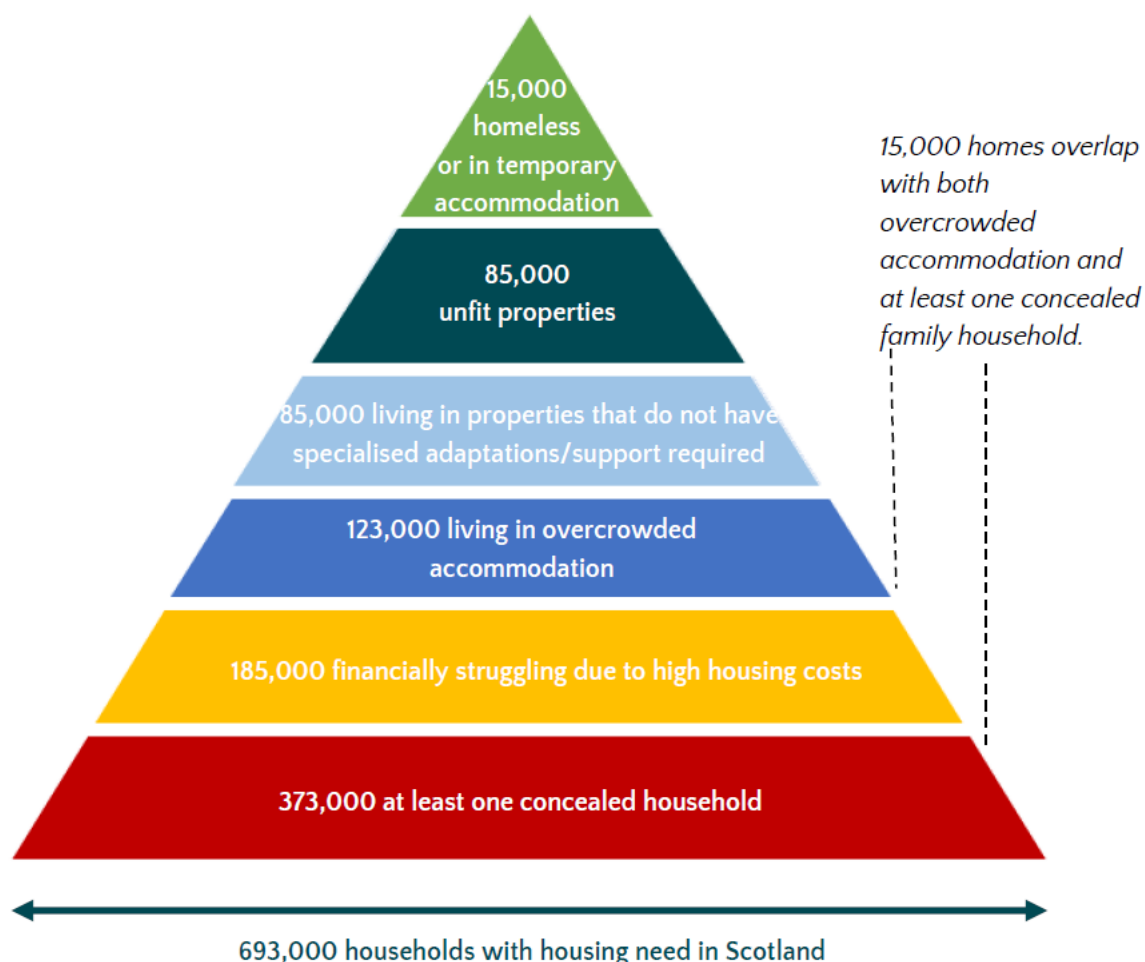 15,000
homeless
or in temporary
accommodation
15,000 homes overlap
with both
overcrowded
accommodation and
at least one concealed
family household.
85,000
unfit properties
85,000 living in properties that do not have
specialised adaptations/support required
123,000 living in overcrowded
accommodation
185,000 financially struggling due to high housing costs
373,000 at least one concealed household
693,000 households with housing need in Scotland